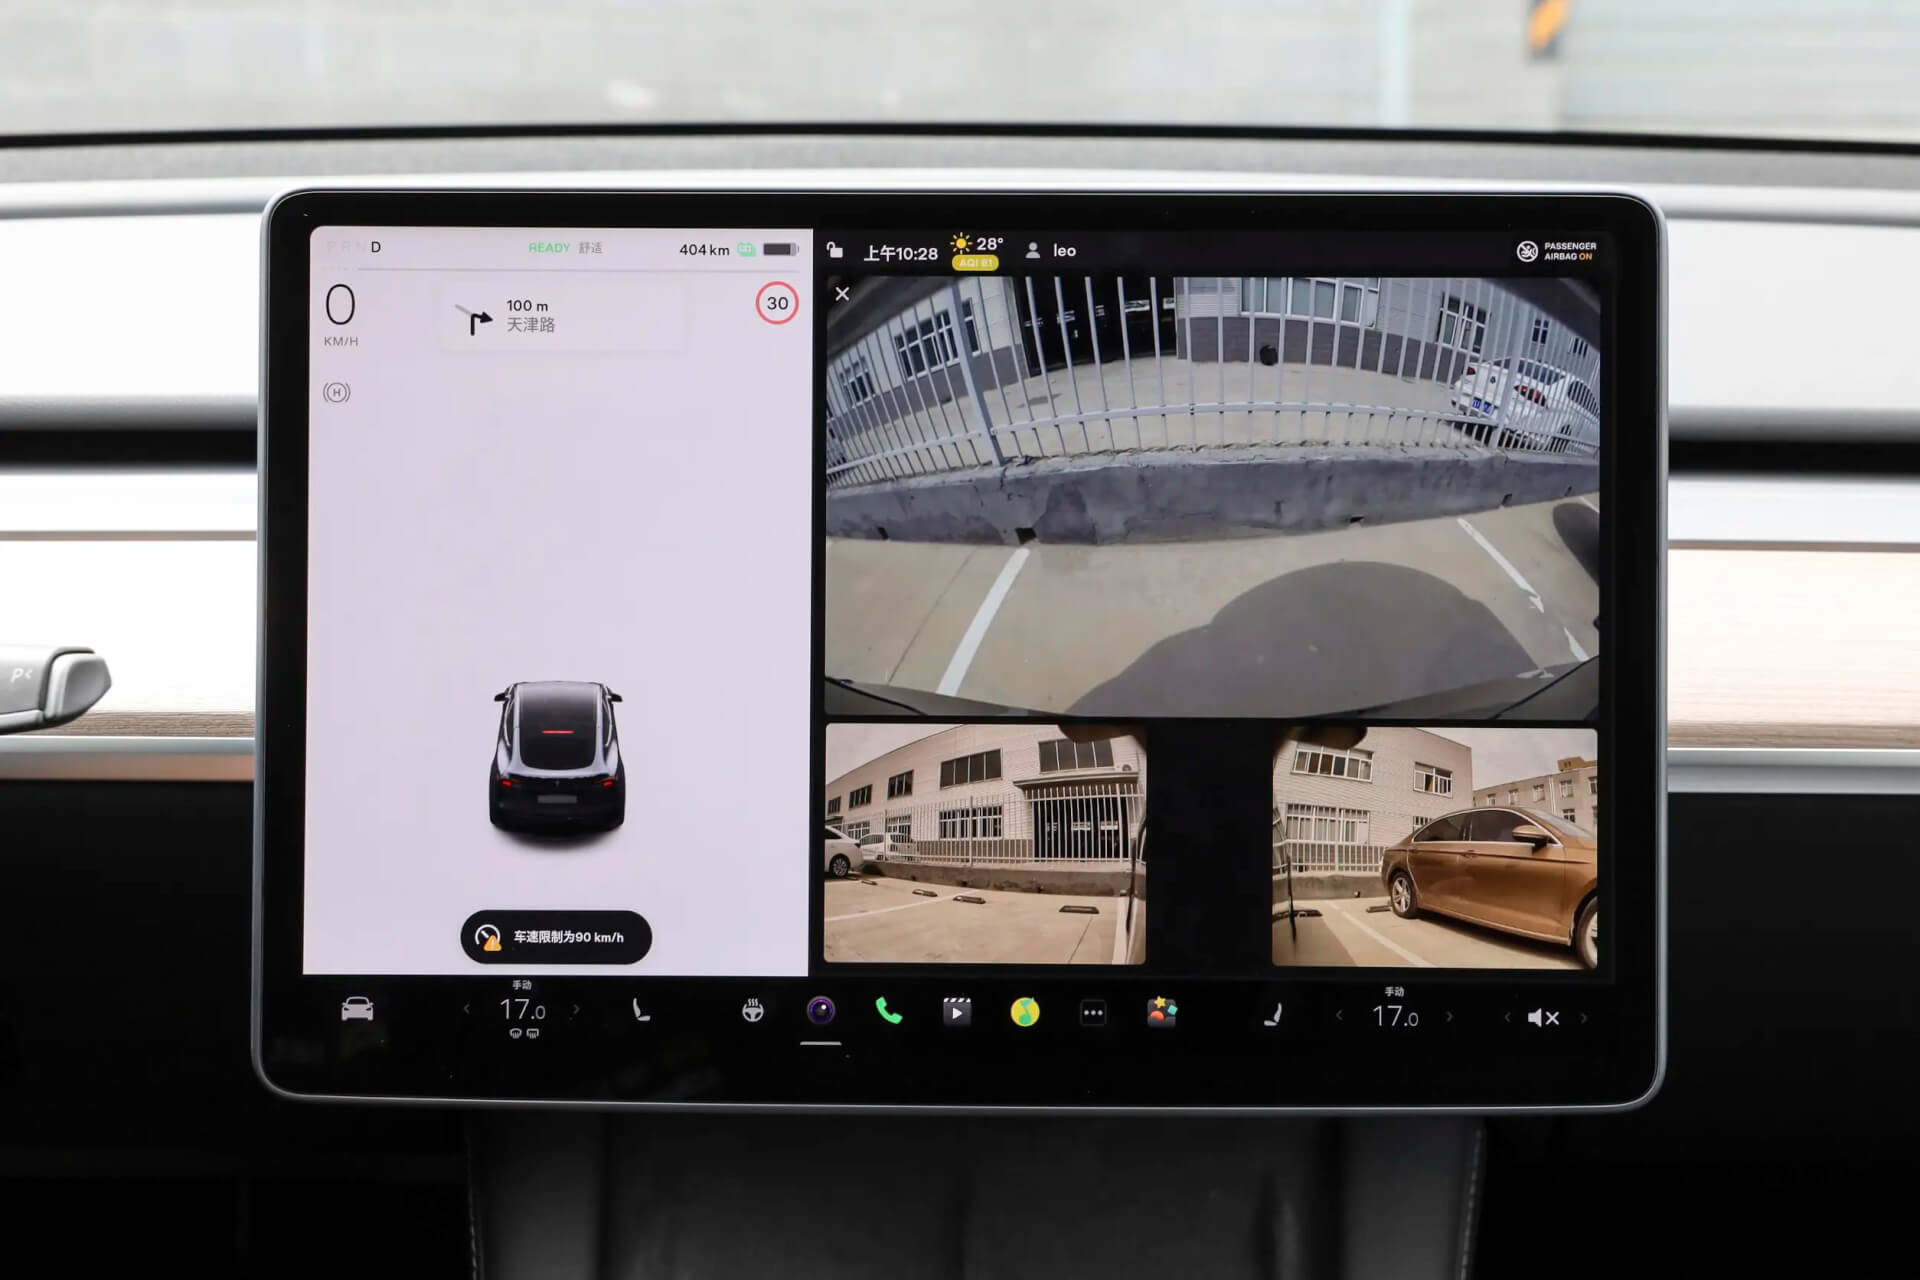 P R N D
READY 舒适
404 km
0
KM/H
100 m
天津路
30
H
车速限制为90 km/h
上午10:28
28°
AQI 81
leo
PASSENGER
AIRBAG ON
手动
17.0
手动
17.0
P<